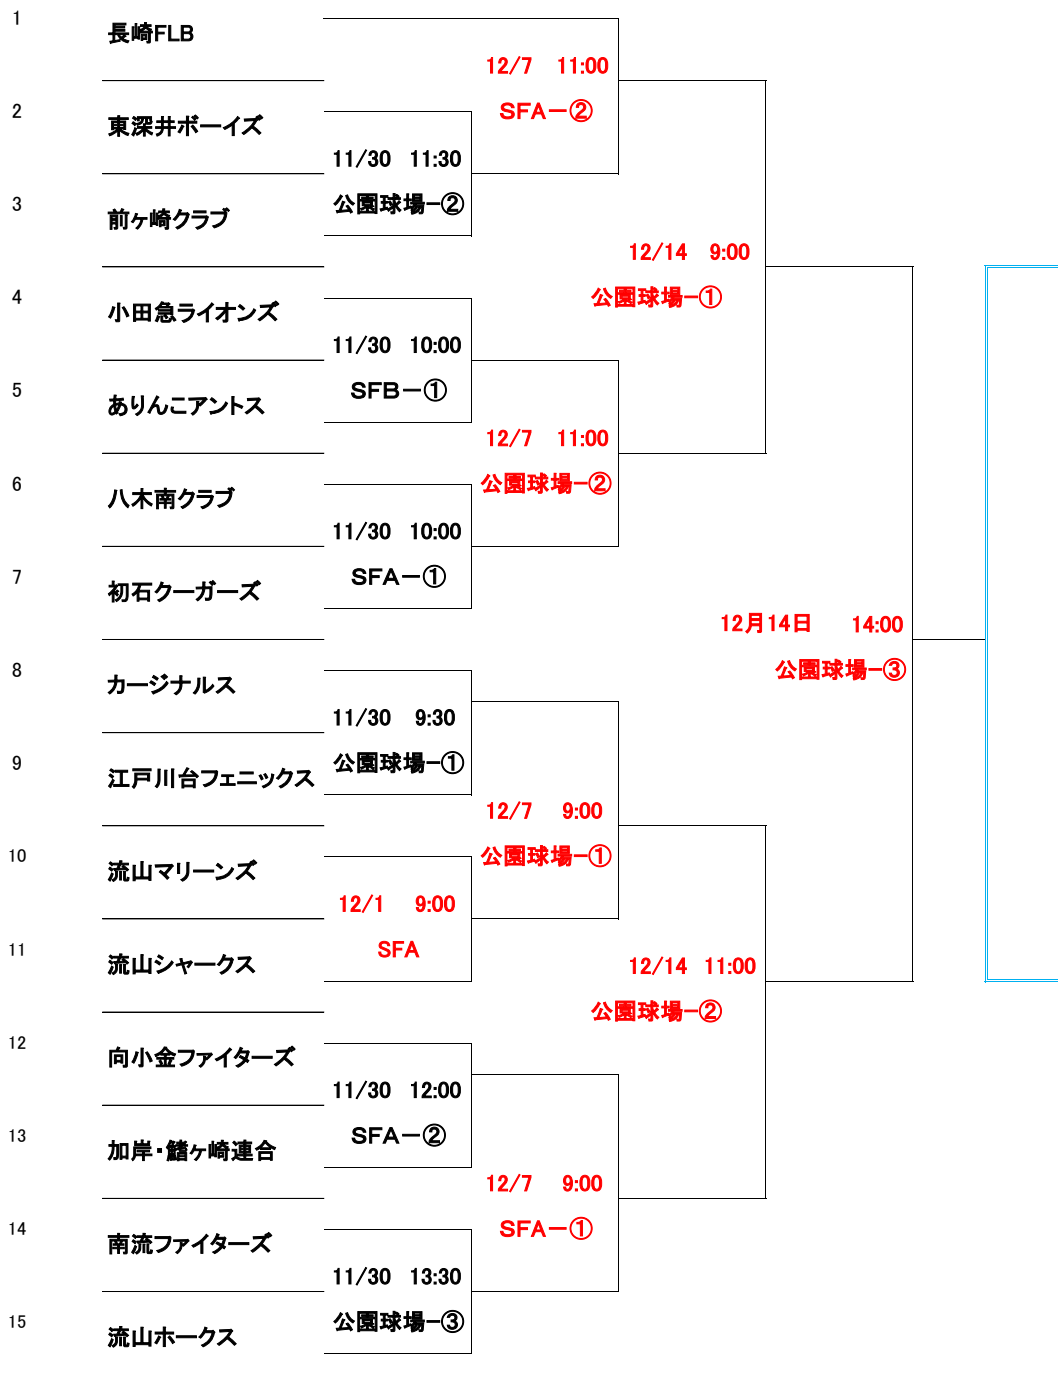 1
長崎FLB
12/7 11:00
2
SFA－②
東深井ボーイズ
11/30 11:30
3
公園球場－②
前ヶ崎クラブ
12/14 9:00
4
公園球場－①
小田急ライオンズ
11/30 10:00
5
SFB－①
ありんこアントス
12/7 11:00
6
公園球場－②
八木南クラブ
11/30 10:00
7
SFA－①
初石クーガーズ
12月14日 14:00
8
公園球場－③
カージナルス
11/30 9:30
9
公園球場－①
江戸川台フェニックス
12/7 9:00
10
公園球場－①
流山マリーンズ
12/1 9:00
11
SFA
流山シャークス
12/14 11:00
公園球場－②
12
向小金ファイターズ
11/30 12:00
13
SFA－②
加岸・鰭ヶ崎連合
12/7 9:00
14
SFA－①
南流ファイターズ
11/30 13:30
15
公園球場－③
流山ホークス